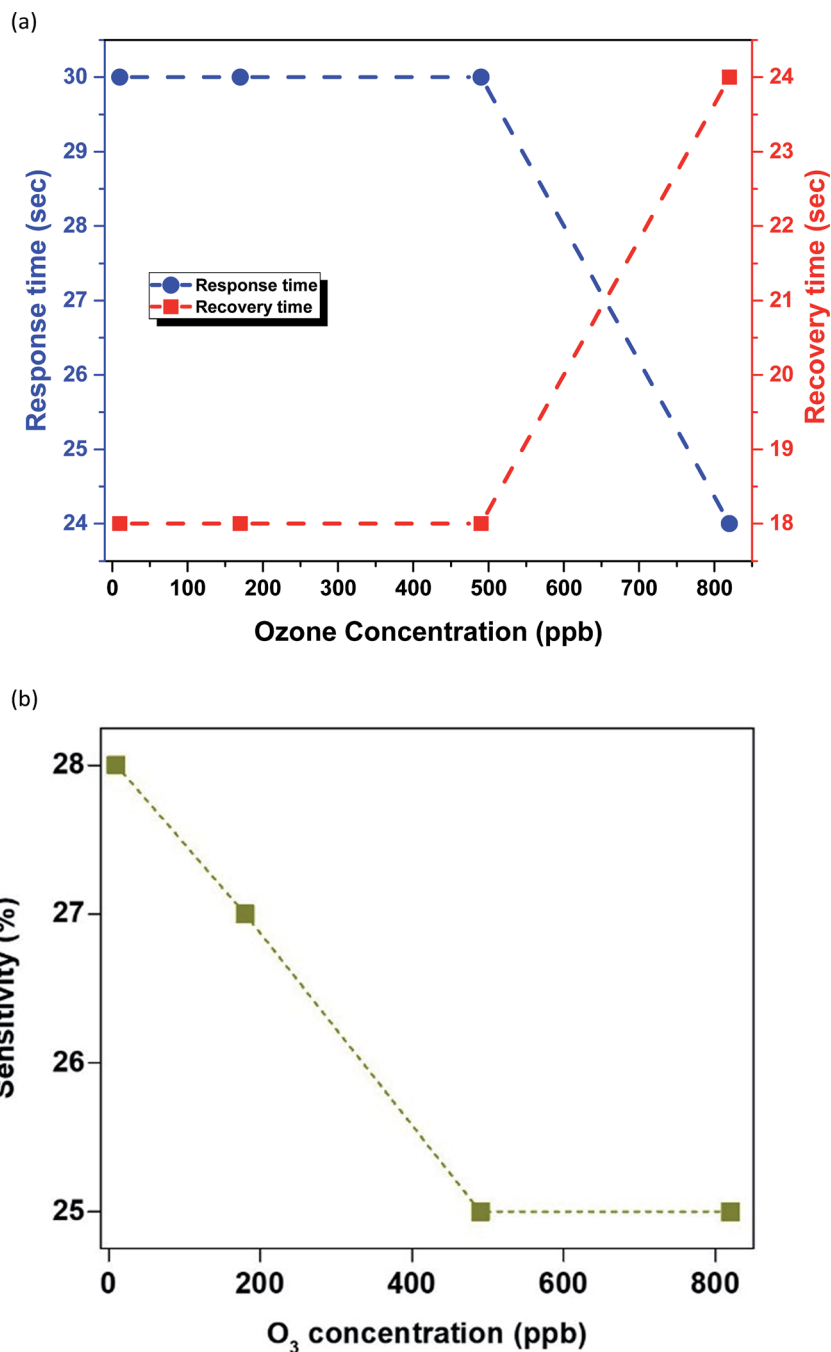 (a)
30
29
28
27
26
25
24
Response time (sec)
Response time
Recovery time
24
23
22
21
20
19
18
17
Recovery time (sec)
0 100 200 300 400 500 600 700 800
Ozone Concentration (ppb)
(b)
28
27
26
25
Sensitivity (%)
0 200 400 600 800
O₃ concentration (ppb)